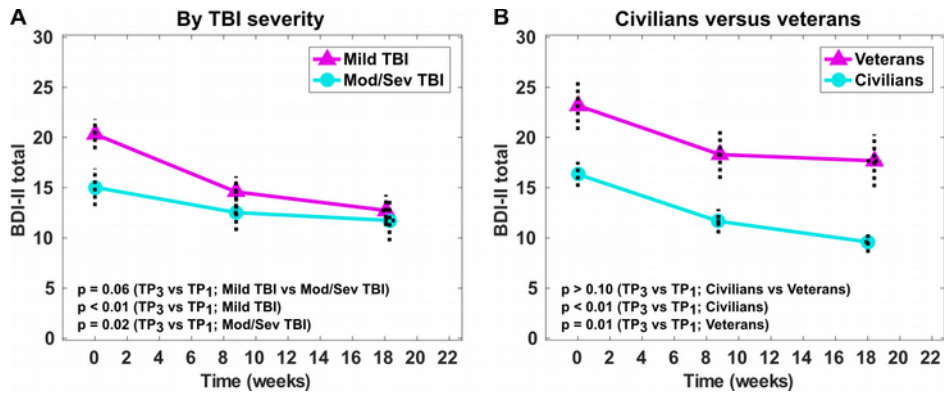 A
By TBI severity
30
25
20
15
10
5
0
BDI-II total
Mild TBI
Mod/Sev TBI
p = 0.06 (TP3 vs TP1; Mild TBI vs Mod/Sev TBI)
p < 0.01 (TP3 vs TP1; Mild TBI)
p = 0.02 (TP3 vs TP1; Mod/Sev TBI)
0 2 4 6 8 10 12 14 16 18 20 22
Time (weeks)
B
Civilians versus veterans
30
25
20
15
10
5
0
BDI-II total
Veterans
Civilians
p > 0.10 (TP3 vs TP1; Civilians vs Veterans)
p < 0.01 (TP3 vs TP1; Civilians)
p = 0.01 (TP3 vs TP1; Veterans)
0 2 4 6 8 10 12 14 16 18 20 22
Time (weeks)